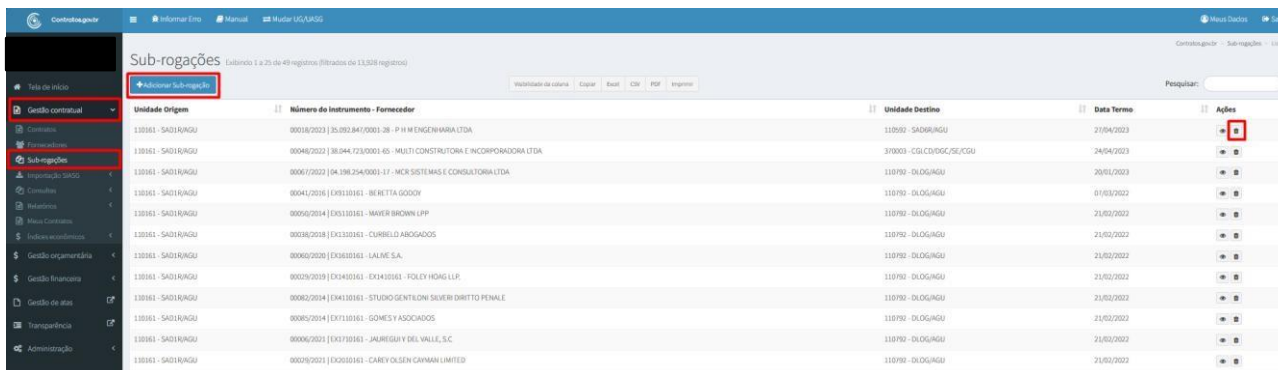 Contratos.gov.br
Informar Erro Manual Mudar UG/UASG Meus Dados
Contratos.gov.br Sub-rogações
Sub-rogações Exibindo 1 a 25 de 49 registros (filtrados de 13,928 registros)
Tela de início
Adicionar Sub-rogação Visibilidade da coluna Copiar Excel CSV PDF Imprimir Pesquisar:
Gestão contratual
Unidade Origem Número do instrumento - Fornecedor Unidade Destino Data Termo Ações
Contratos
110161 - SAD1R/AGU 00018/2023 | 35.092.847/0001-38 - P H M ENGENHARIA LTDA 110592 - SAD6R/AGU 27/04/2023
Fornecedores
Sub-rogações
110161 - SAD1R/AGU 00048/2022 | 38.044.723/0001-65 - MULTI CONSTRUTORA E INCORPORADORA LTDA 370003 - CGLCD/DGC/SE/CGU 24/04/2023
Importação SIASG
110161 - SAD1R/AGU 00067/2022 | 04.198.254/0001-17 - MCR SISTEMAS E CONSULTORIA LTDA 110792 - DLOG/AGU 20/01/2023
Consultas
110161 - SAD1R/AGU 00041/2016 | EX9110161 - BERETTA GODOY 110792 - DLOG/AGU 07/03/2022
Relatórios
Meus Contratos
110161 - SAD1R/AGU 00050/2014 | EX5110161 - MAYER BROWN LPP 110792 - DLOG/AGU 21/02/2022
Índices econômicos
110161 - SAD1R/AGU 00038/2018 | EX1310161 - CURBELO ABOGADOS 110792 - DLOG/AGU 21/02/2022
Gestão orçamentária
110161 - SAD1R/AGU 00060/2020 | EX1610161 - LALIVE S.A. 110792 - DLOG/AGU 21/02/2022
Gestão financeira
110161 - SAD1R/AGU 00029/2019 | EX1410161 - EX1410161 - FOLEY HOAG LLP. 110792 - DLOG/AGU 21/02/2022
Gestão de atas
110161 - SAD1R/AGU 00082/2014 | EX4110161 - STUDIO GENTILONI SILVERI DIRITTO PENALE 110792 - DLOG/AGU 21/02/2022
Transparência
110161 - SAD1R/AGU 00085/2014 | EX7110161 - GOMES Y ASOCIADOS 110792 - DLOG/AGU 21/02/2022
110161 - SAD1R/AGU 00006/2021 | EX1710161 - JAUREGUI Y DEL VALLE, S.C 110792 - DLOG/AGU 21/02/2022
Administração
110161 - SAD1R/AGU 00029/2021 | EX2010161 - CAREY OLSEN CAYMAN LIMITED 110792 - DLOG/AGU 21/02/2022